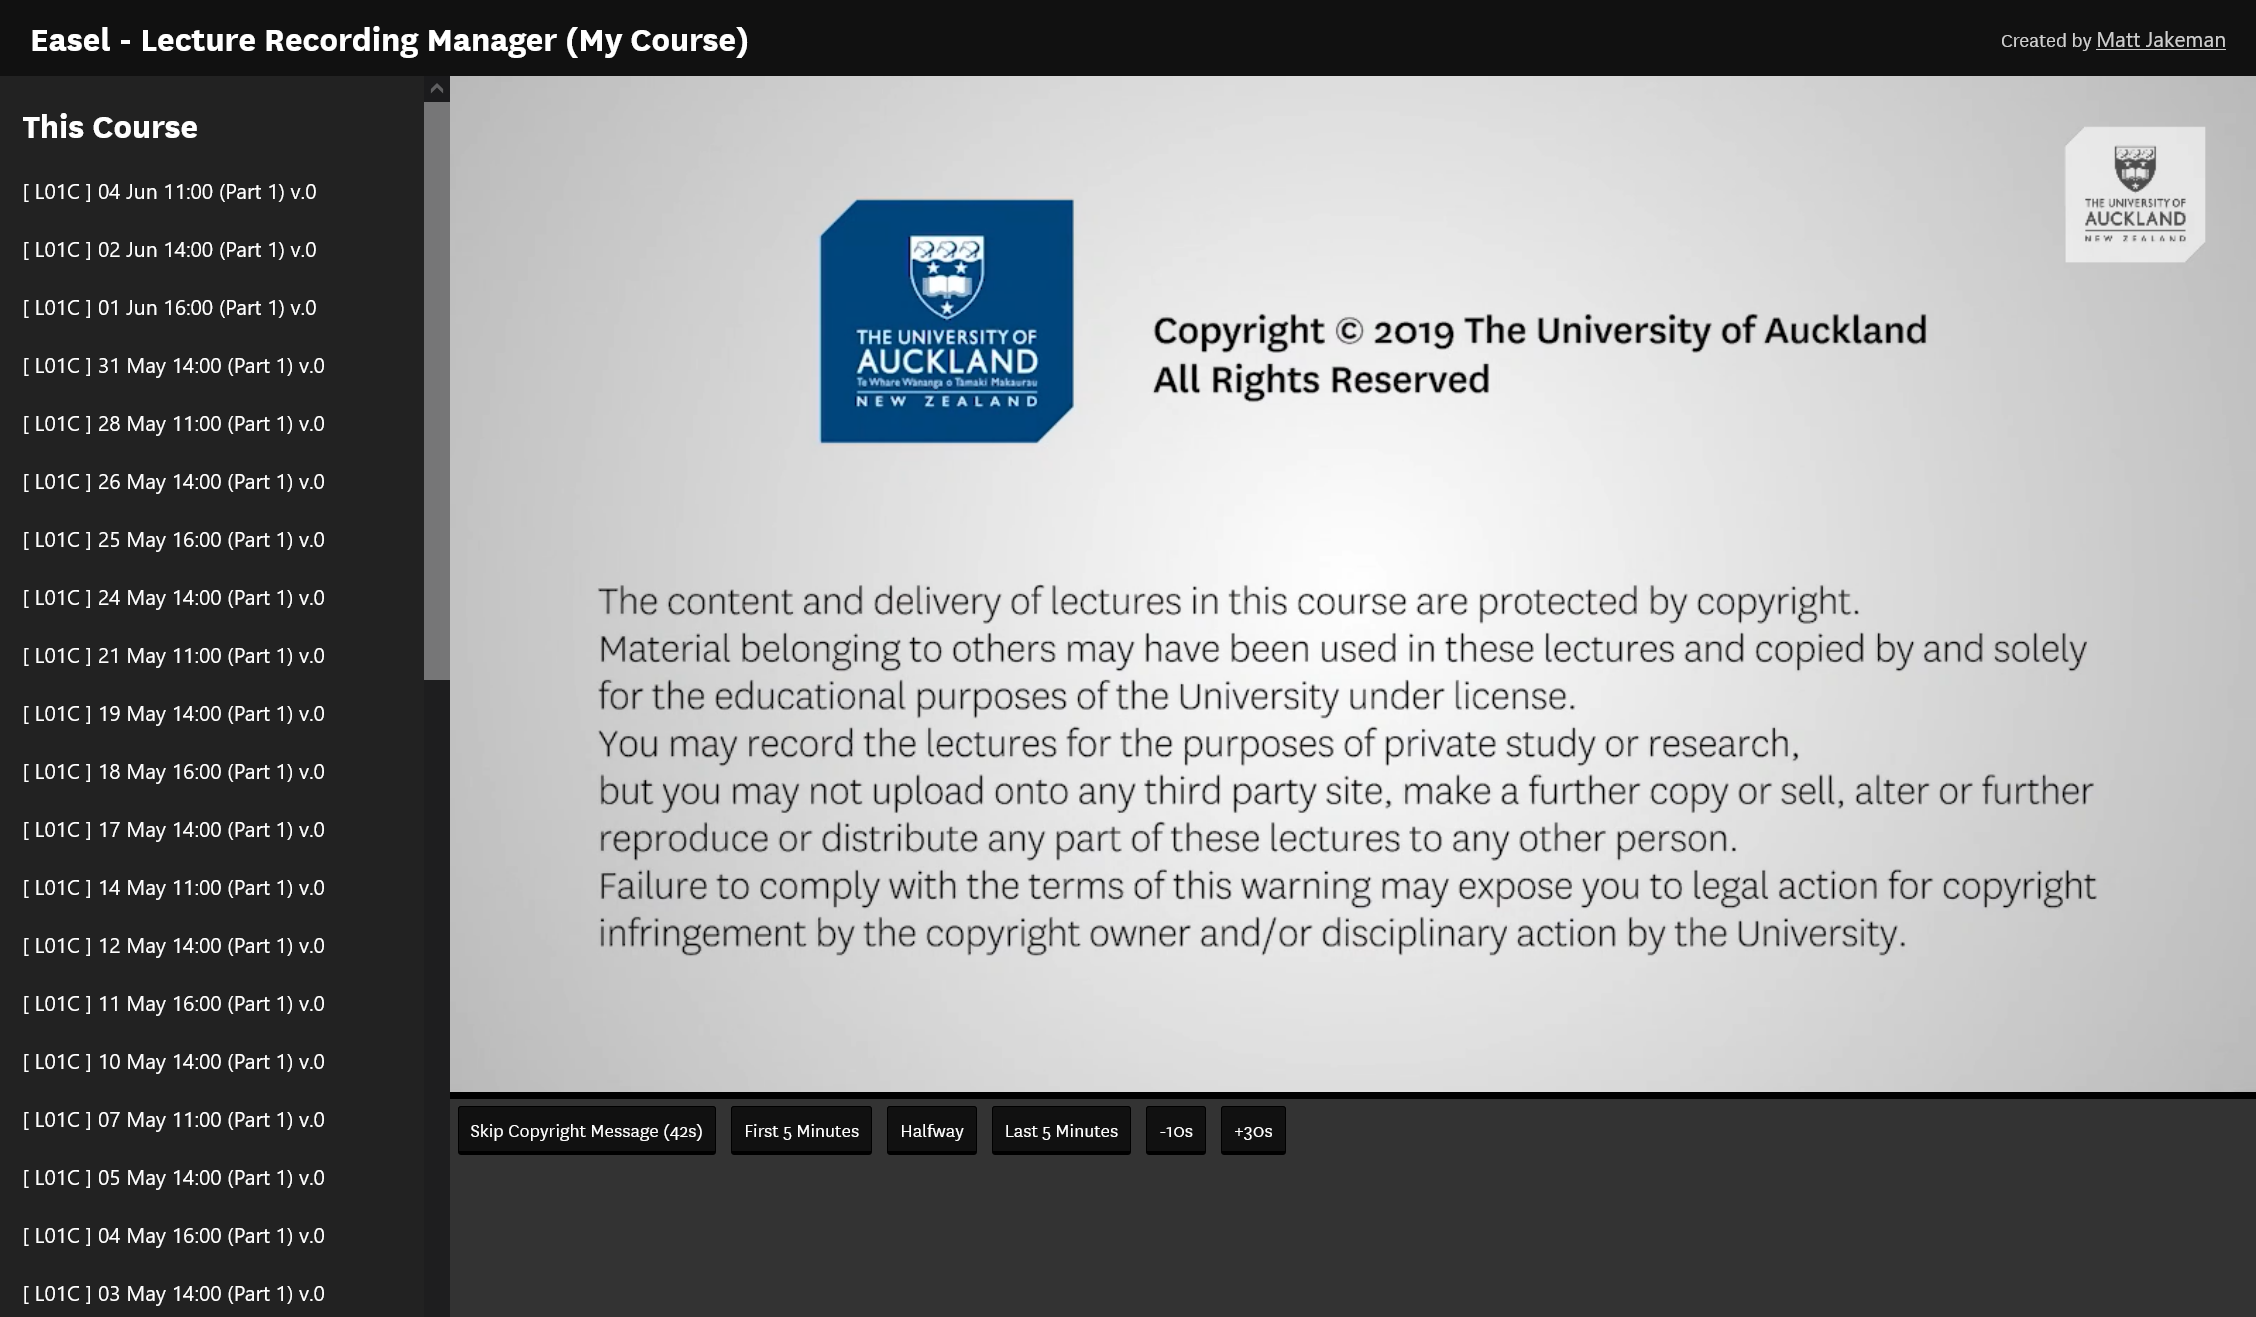 Easel - Lecture Recording Manager (My Course)
Created by Matt Jakeman
This Course
[ L01C ] 04 Jun 11:00 (Part 1) v.0
[ L01C ] 02 Jun 14:00 (Part 1) v.0
[ L01C ] 01 Jun 16:00 (Part 1) v.0
[ L01C ] 31 May 14:00 (Part 1) v.0
[ L01C ] 28 May 11:00 (Part 1) v.0
[ L01C ] 26 May 14:00 (Part 1) v.0
[ L01C ] 25 May 16:00 (Part 1) v.0
[ L01C ] 24 May 14:00 (Part 1) v.0
[ L01C ] 21 May 11:00 (Part 1) v.0
[ L01C ] 19 May 14:00 (Part 1) v.0
[ L01C ] 18 May 16:00 (Part 1) v.0
[ L01C ] 17 May 14:00 (Part 1) v.0
[ L01C ] 14 May 11:00 (Part 1) v.0
[ L01C ] 12 May 14:00 (Part 1) v.0
[ L01C ] 11 May 16:00 (Part 1) v.0
[ L01C ] 10 May 14:00 (Part 1) v.0
[ L01C ] 07 May 11:00 (Part 1) v.0
[ L01C ] 05 May 14:00 (Part 1) v.0
[ L01C ] 04 May 16:00 (Part 1) v.0
[ L01C ] 03 May 14:00 (Part 1) v.0
THE UNIVERSITY OF
AUCKLAND
NEW ZEALAND
THE UNIVERSITY OF
AUCKLAND
Te Whare Wānanga o Tāmaki Makaurau
NEW ZEALAND
Copyright © 2019 The University of Auckland
All Rights Reserved
The content and delivery of lectures in this course are protected by copyright.
Material belonging to others may have been used in these lectures and copied by and solely
for the educational purposes of the University under license.
You may record the lectures for the purposes of private study or research,
but you may not upload onto any third party site, make a further copy or sell, alter or further
reproduce or distribute any part of these lectures to any other person.
Failure to comply with the terms of this warning may expose you to legal action for copyright
infringement by the copyright owner and/or disciplinary action by the University.
Skip Copyright Message (42s)
First 5 Minutes
Halfway
Last 5 Minutes
-10s
+30s